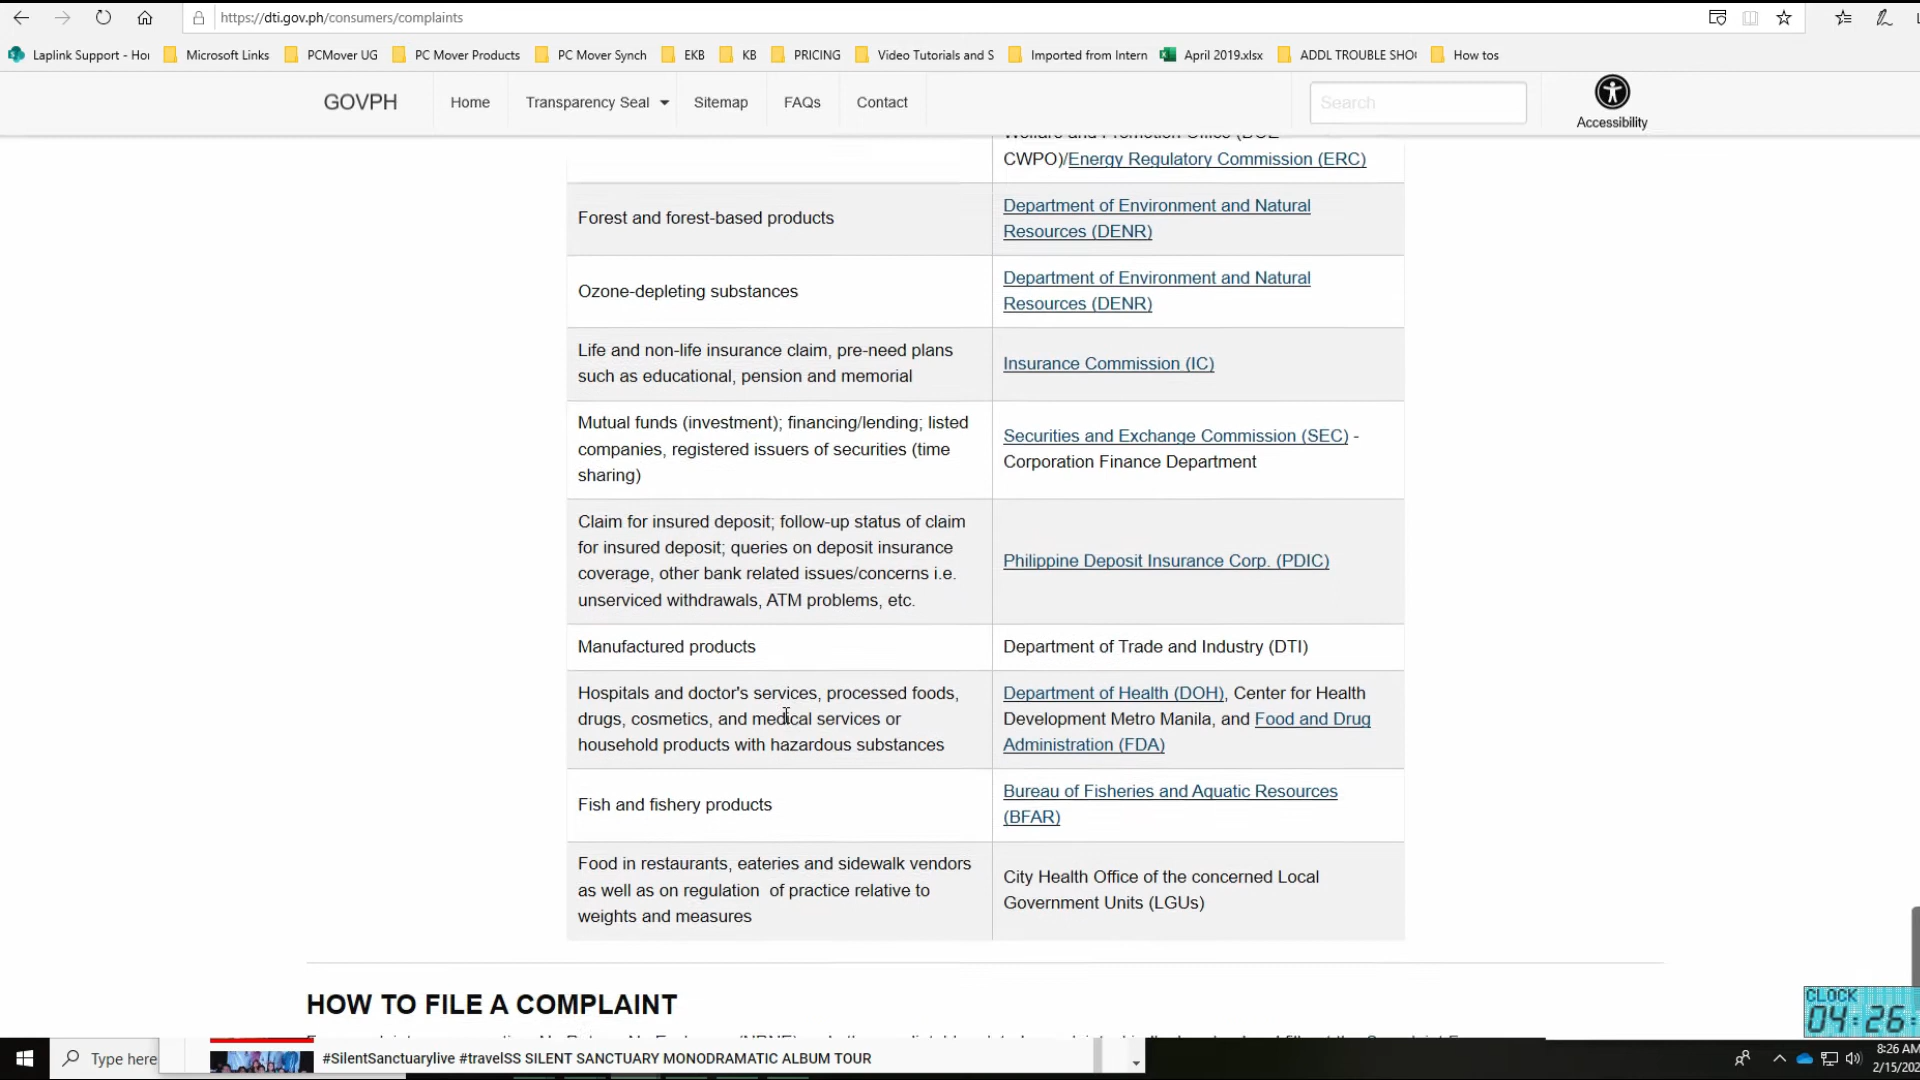 https://dti.gov.ph/consumers/complaints
Laplink Support - Hor
Microsoft Links
PCMover UG
PC Mover Products
PC Mover Synch
EKB
KB
PRICING
Video Tutorials and S
Imported from Intern
April 2019.xlsx
ADDL TROUBLE SHO
How tos
GOVPH
Home
Transparency Seal
Sitemap
FAQs
Contact
Search
Accessibility
Welfare and Promotion Office (DOE
CWPO)/Energy Regulatory Commission (ERC)
Forest and forest-based products
Department of Environment and Natural
Resources (DENR)
Ozone-depleting substances
Department of Environment and Natural
Resources (DENR)
Life and non-life insurance claim, pre-need plans
such as educational, pension and memorial
Insurance Commission (IC)
Mutual funds (investment); financing/lending; listed
companies, registered issuers of securities (time
sharing)
Securities and Exchange Commission (SEC) -
Corporation Finance Department
Claim for insured deposit; follow-up status of claim
for insured deposit; queries on deposit insurance
coverage, other bank related issues/concerns i.e.
unserviced withdrawals, ATM problems, etc.
Philippine Deposit Insurance Corp. (PDIC)
Manufactured products
Department of Trade and Industry (DTI)
Hospitals and doctor's services, processed foods,
drugs, cosmetics, and medical services or
household products with hazardous substances
Department of Health (DOH), Center for Health
Development Metro Manila, and Food and Drug
Administration (FDA)
Fish and fishery products
Bureau of Fisheries and Aquatic Resources
(BFAR)
Food in restaurants, eateries and sidewalk vendors
as well as on regulation of practice relative to
weights and measures
City Health Office of the concerned Local
Government Units (LGUs)
HOW TO FILE A COMPLAINT
CLOCK
04:26
Type here
#SilentSanctuarylive #travelSS SILENT SANCTUARY MONODRAMATIC ALBUM TOUR
8:26 AM
2/15/202